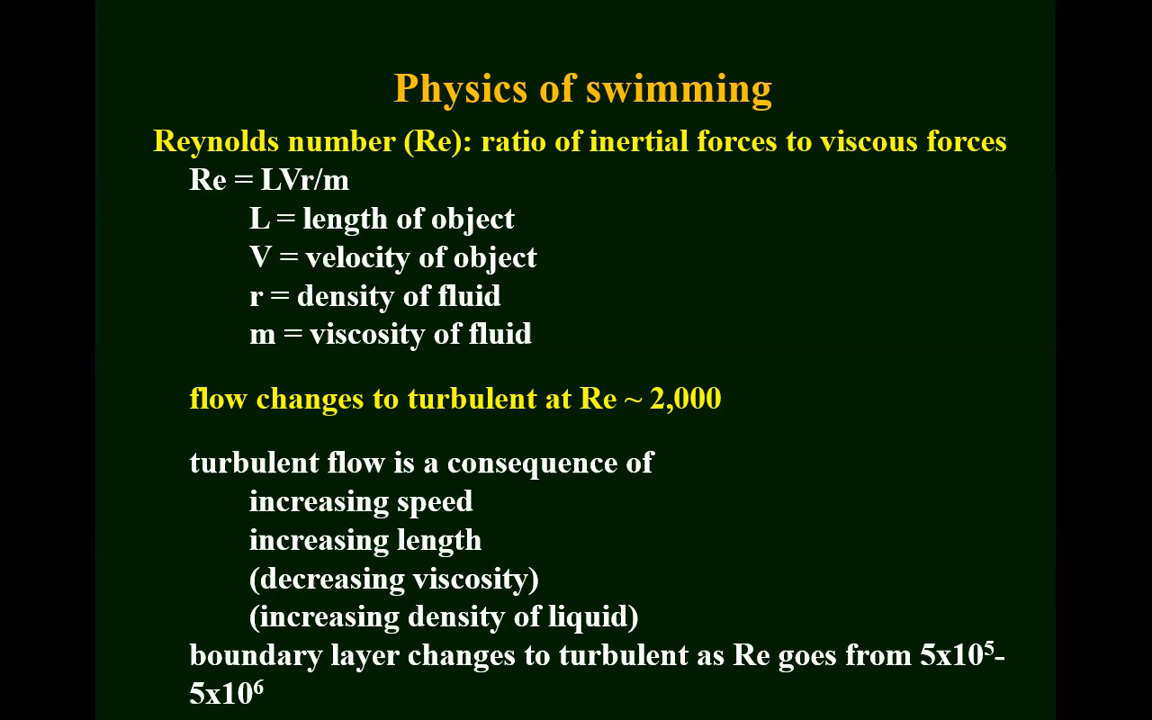 Physics of swimming
Reynolds number (Re): ratio of inertial forces to viscous forces
Re = LVr/m
L = length of object
V = velocity of object
r = density of fluid
m = viscosity of fluid
flow changes to turbulent at Re ~ 2,000
turbulent flow is a consequence of
increasing speed
increasing length
(decreasing viscosity)
(increasing density of liquid)
boundary layer changes to turbulent as Re goes from 5x10⁵-
5x10⁶